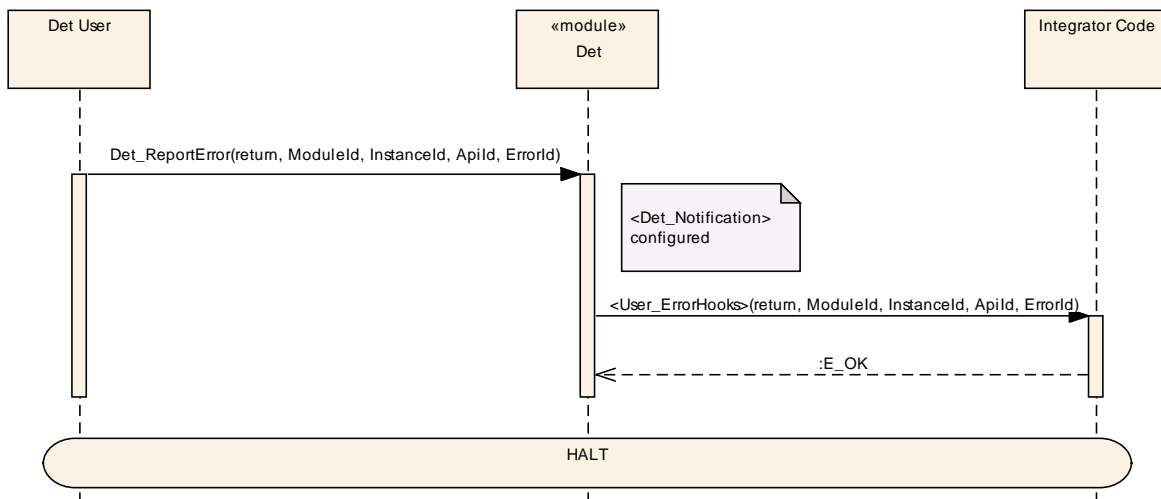 Det User
«module»
Det
Integrator Code
Det_ReportError(return, ModuleId, InstanceId, ApiId, ErrorId)
<Det_Notification>
configured
<User_ErrorHooks>(return, ModuleId, InstanceId, ApiId, ErrorId)
:E_OK
HALT